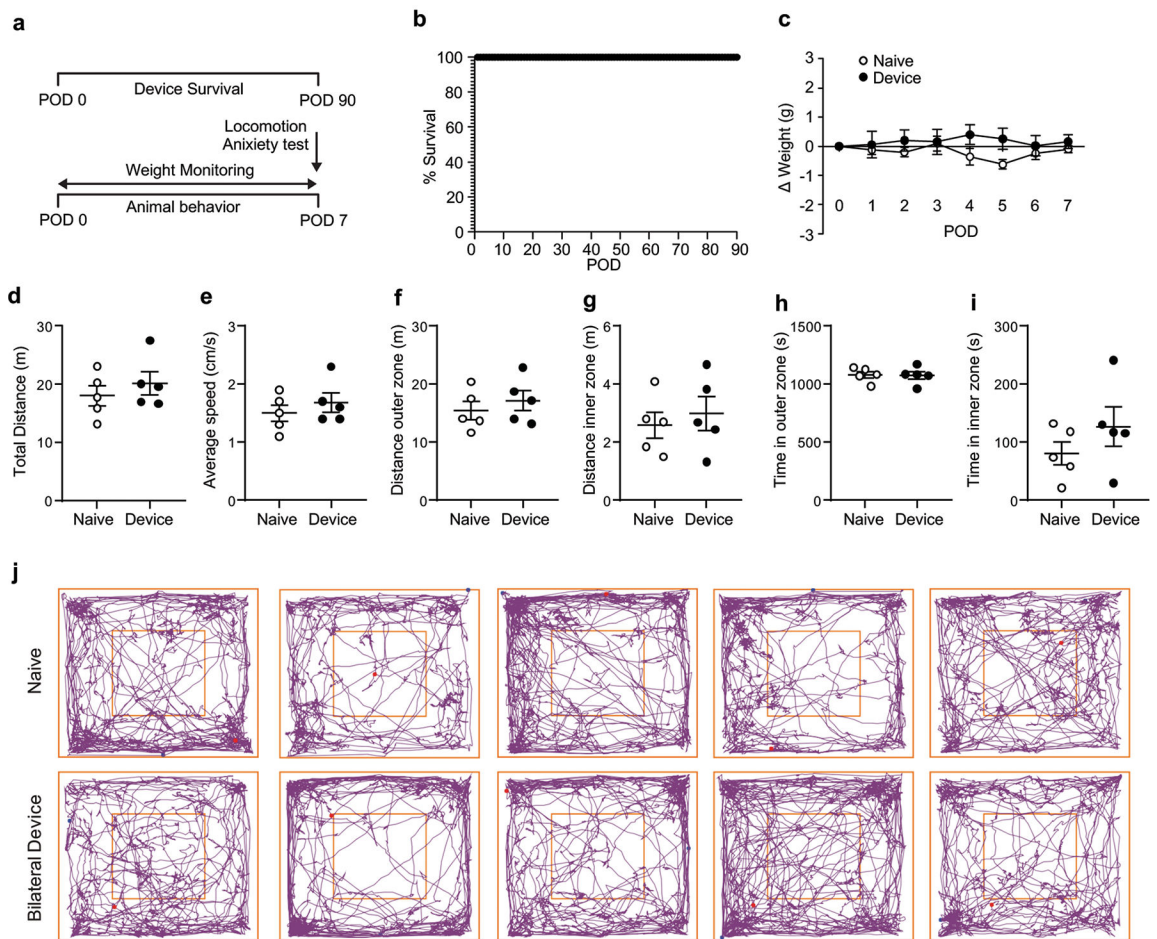 a
Device Survival
POD 0
POD 90
Locomotion
Anixiety test
Weight Monitoring
Animal behavior
POD 0
POD 7
b
% Survival
100
80
60
40
20
0
0 10 20 30 40 50 60 70 80 90
POD
c
Naive
Device
Δ Weight (g)
3
2
1
0
-1
-2
-3
0 1 2 3 4 5 6 7
POD
d
Total Distance (m)
30
20
10
0
Naive Device
e
Average speed (cm/s)
3
2
1
0
Naive Device
f
Distance outer zone (m)
30
20
10
0
Naive Device
g
Distance inner zone (m)
6
4
2
0
Naive Device
h
Time in outer zone (s)
1500
1000
500
0
Naive Device
i
Time in inner zone (s)
300
200
100
0
Naive Device
j
Naive
Bilateral Device